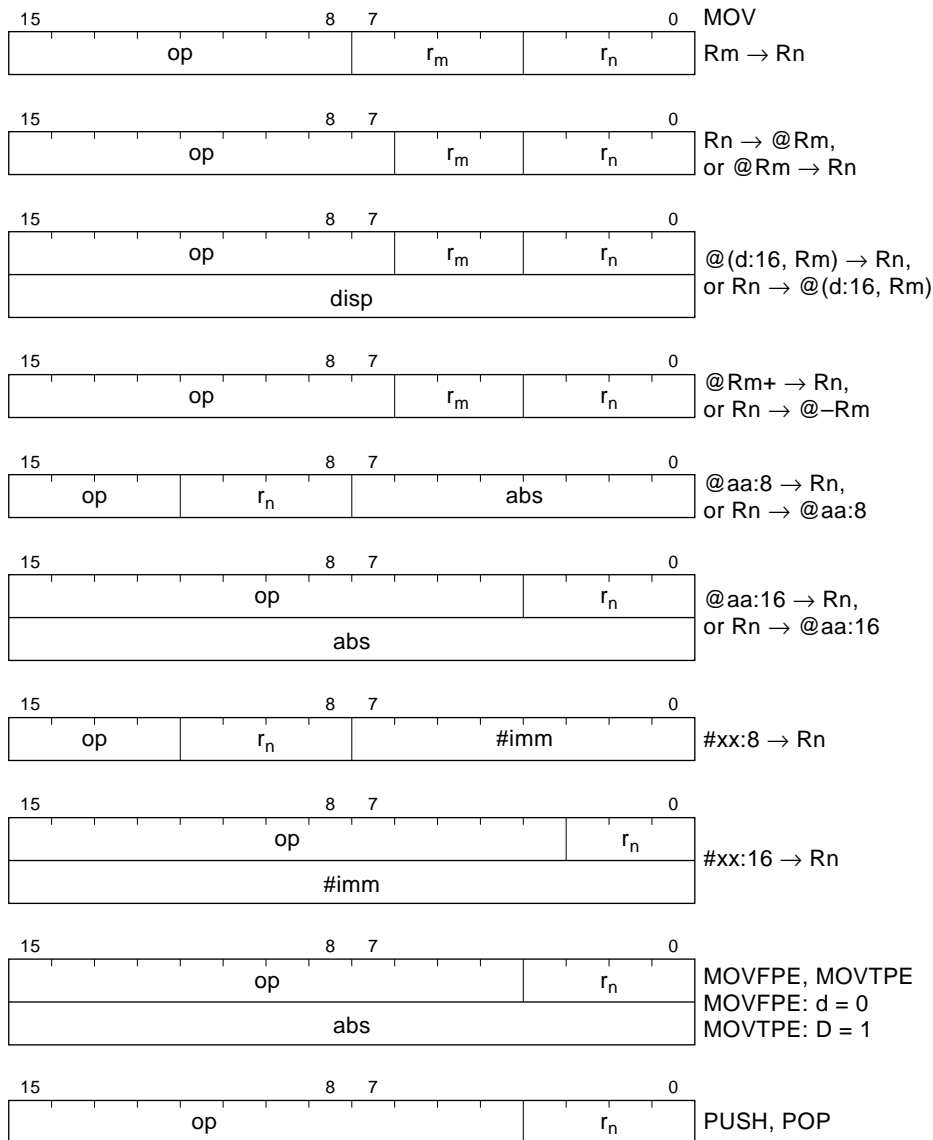 15 8 7 0 MOV
op rm rn Rm → Rn
15 8 7 0
op rm rn Rn → @Rm,
or @Rm → Rn
15 8 7 0
op rm rn @(d:16, Rm) → Rn,
or Rn → @(d:16, Rm)
disp
15 8 7 0
op rm rn @Rm+ → Rn,
or Rn → @–Rm
15 8 7 0
op rn abs @aa:8 → Rn,
or Rn → @aa:8
15 8 7 0
op rn @aa:16 → Rn,
or Rn → @aa:16
abs
15 8 7 0
op rn #imm #xx:8 → Rn
15 8 7 0
op rn #xx:16 → Rn
#imm
15 8 7 0
op rn MOVFPE, MOVTPE
MOVFPE: d = 0
abs MOVTPE: D = 1
15 8 7 0
op rn PUSH, POP